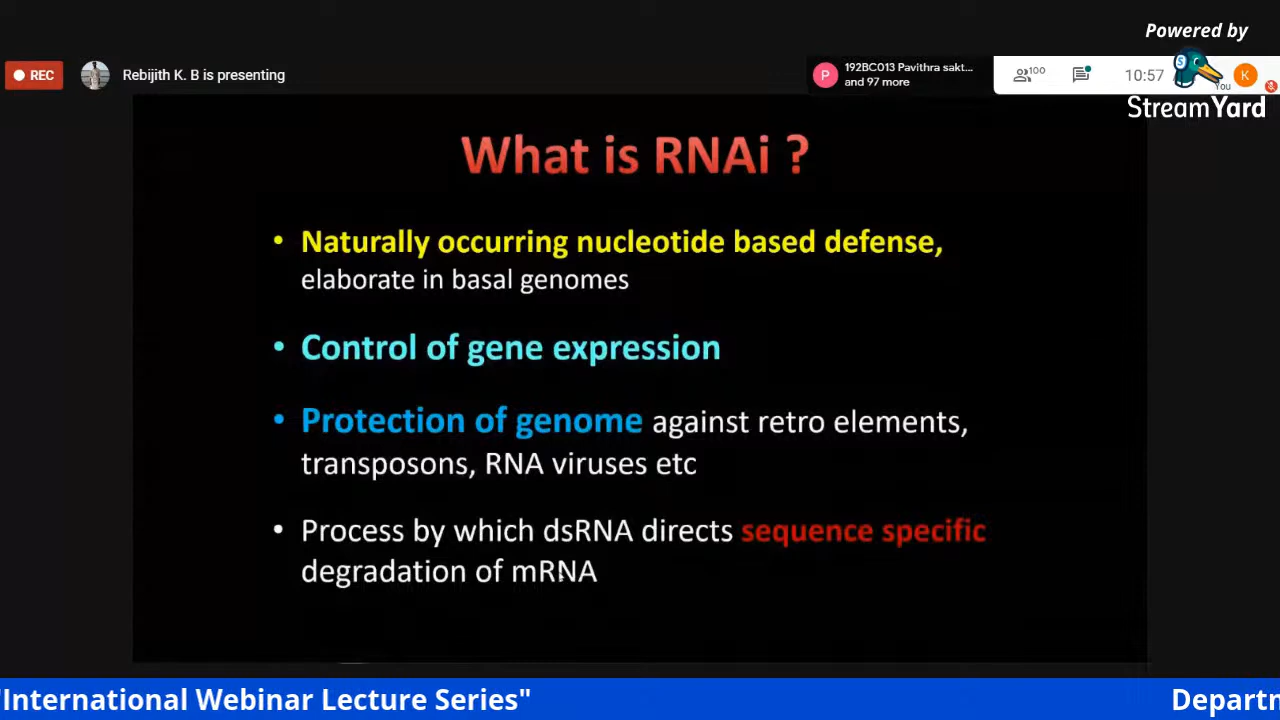 Powered by
StreamYard
REC
Rebijith K. B is presenting
P
192BC013 Pavithra sakt...
and 97 more
100
10:57
You
K
S
What is RNAi ?
• Naturally occurring nucleotide based defense,
elaborate in basal genomes
• Control of gene expression
• Protection of genome against retro elements,
transposons, RNA viruses etc
• Process by which dsRNA directs sequence specific
degradation of mRNA
"International Webinar Lecture Series"
Departn